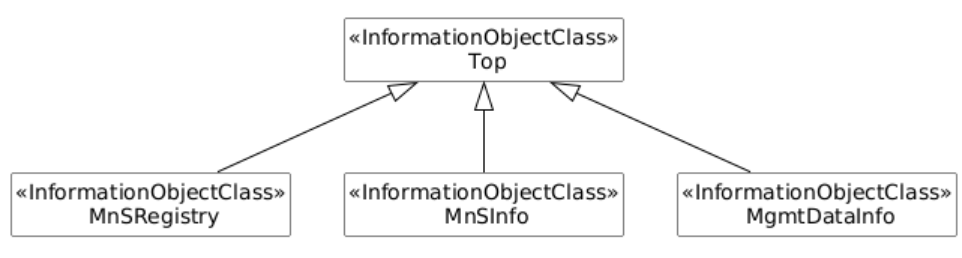 «InformationObjectClass»
Top
«InformationObjectClass»
MnSRegistry
«InformationObjectClass»
MnSInfo
«InformationObjectClass»
MgmtDataInfo